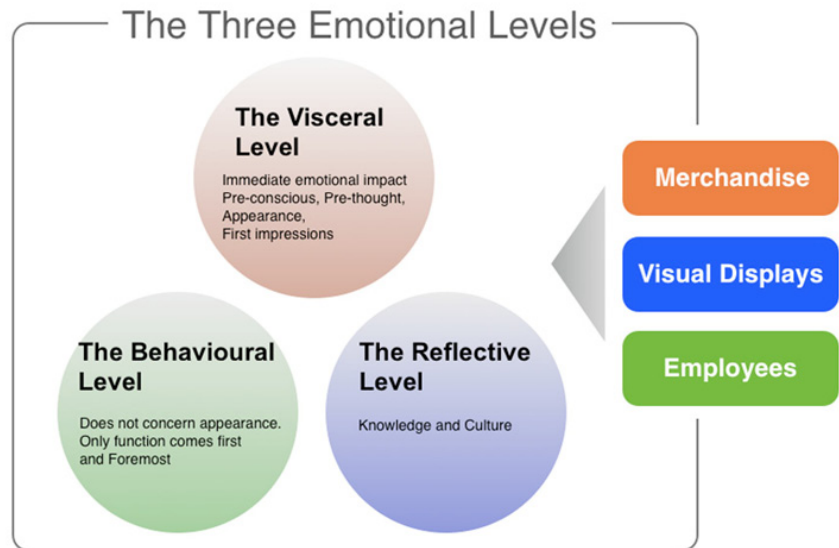 The Three Emotional Levels
The Visceral
Level
Immediate emotional impact
Pre-conscious, Pre-thought,
Appearance,
First impressions
The Behavioural
Level
Does not concern appearance.
Only function comes first
and Foremost
The Reflective
Level
Knowledge and Culture
Merchandise
Visual Displays
Employees